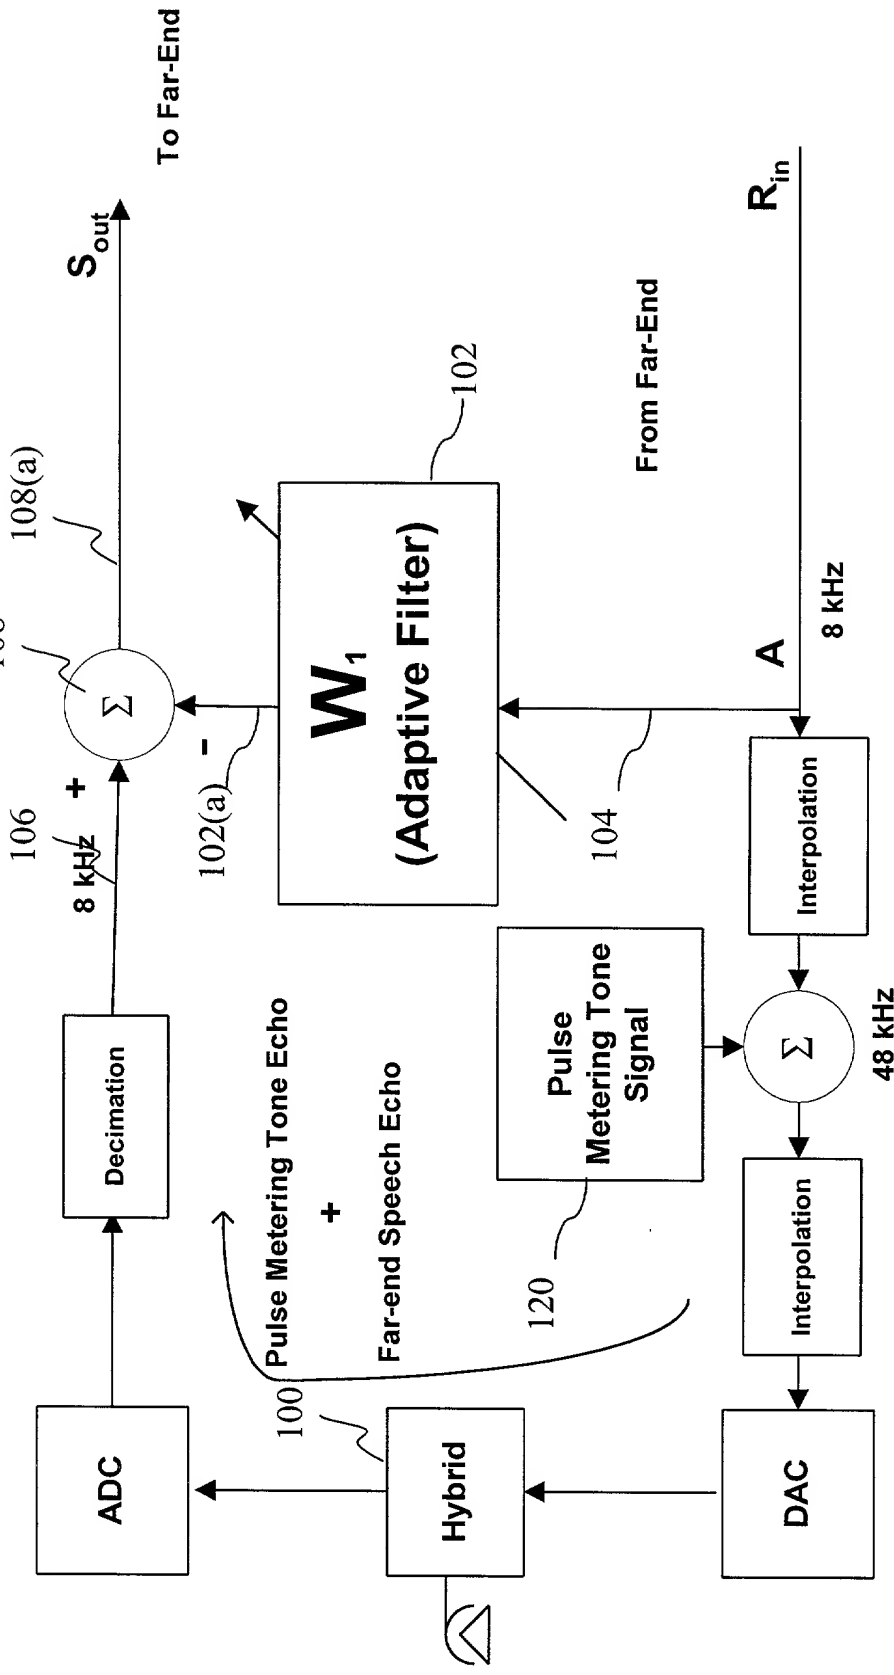 106
108(a)
+
8 kHz
S out
ADC
Decimation
Σ
To Far-End
102(a)
−
Pulse Metering Tone Echo
+
Far-end Speech Echo
100
Hybrid
W1
(Adaptive Filter)
102
120
Pulse
Metering Tone
Signal
104
From Far-End
A
R in
DAC
Interpolation
Σ
Interpolation
48 kHz
8 kHz